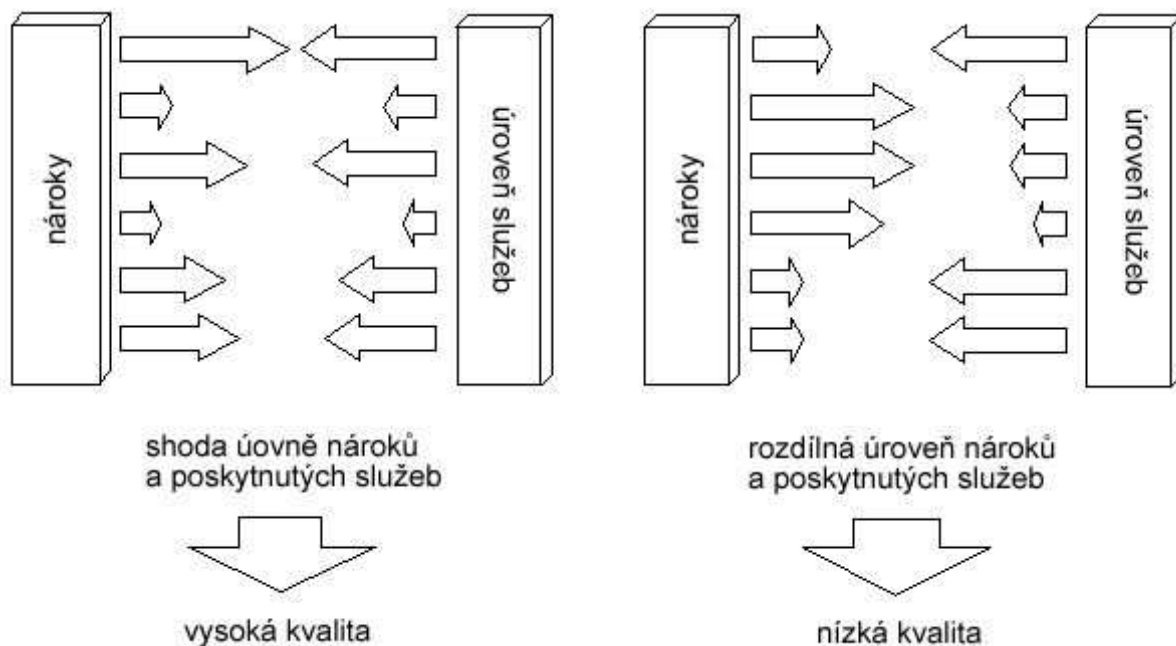 nároky
úroveň služeb
shoda úovně nároků
a poskytnutých služeb
vysoká kvalita
nároky
úroveň služeb
rozdílná úroveň nároků
a poskytnutých služeb
nízká kvalita